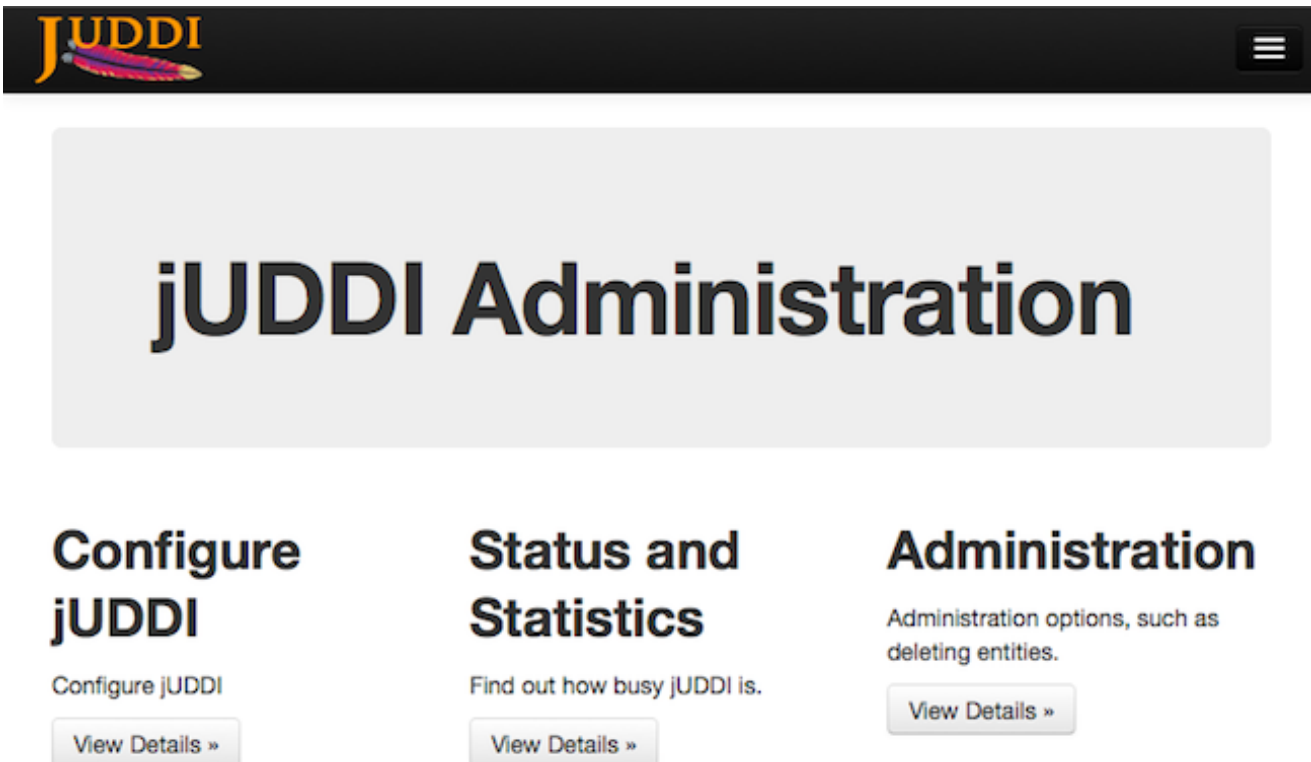 JUDDI
jUDDI Administration
Configure
jUDDI
Configure jUDDI
View Details »
Status and
Statistics
Find out how busy jUDDI is.
View Details »
Administration
Administration options, such as
deleting entities.
View Details »